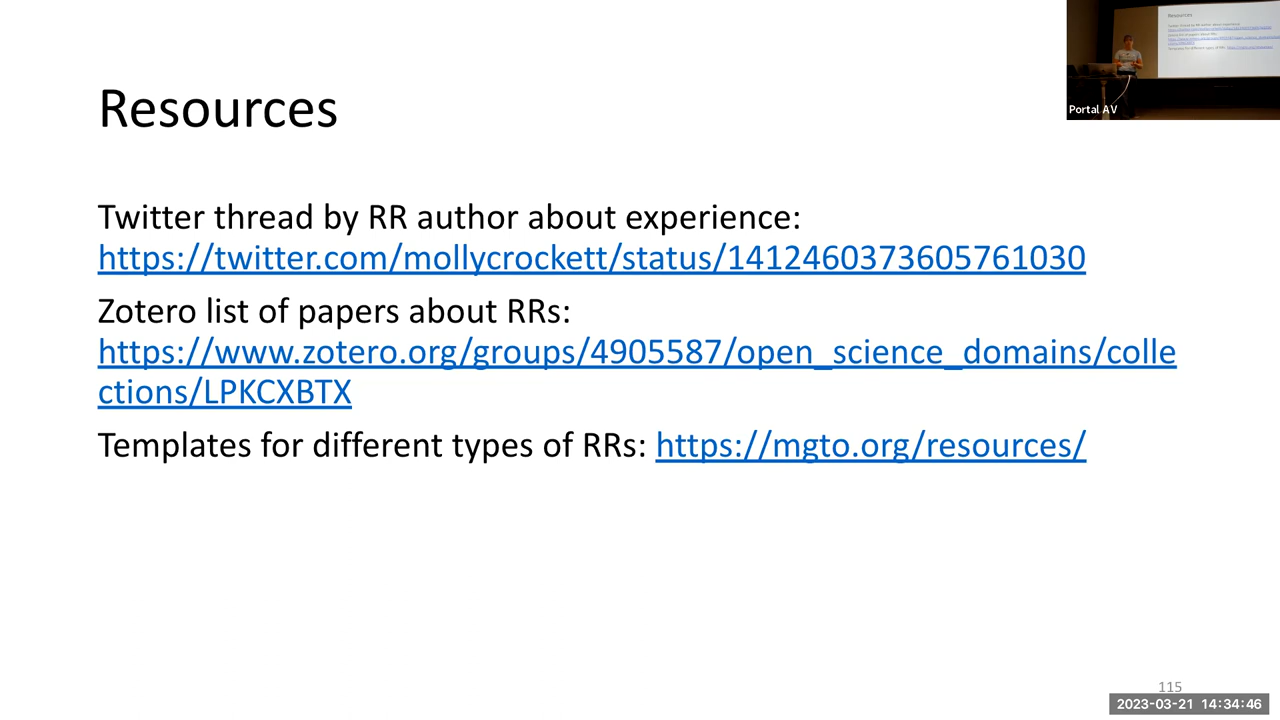 Resources
Twitter thread by RR author about experience:
https://twitter.com/mollycrockett/status/1412460373605761030
Zotero list of papers about RRs:
https://www.zotero.org/groups/4905587/open_science_domains/colle
ctions/LPKCXBTX
Templates for different types of RRs: https://mgto.org/resources/
Portal AV
115
2023-03-21 14:34:46